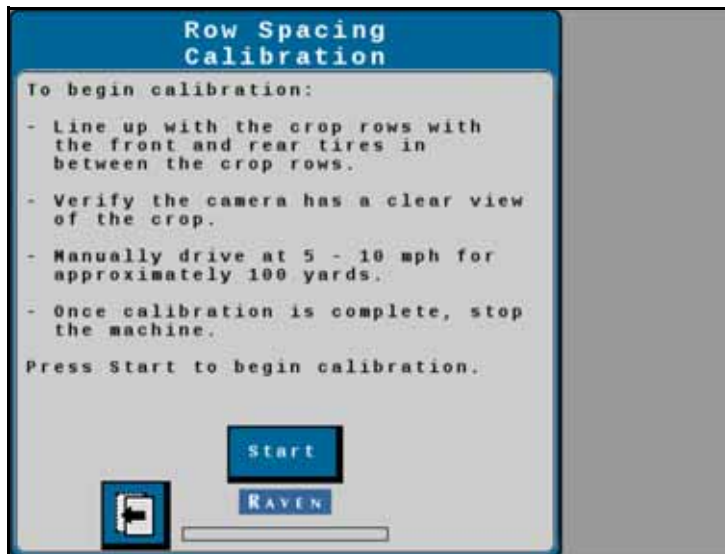 Row Spacing
Calibration
To begin calibration:
- Line up with the crop rows with
the front and rear tires in
between the crop rows.
- Verify the camera has a clear view
of the crop.
- Manually drive at 5 - 10 mph for
approximately 100 yards.
- Once calibration is complete, stop
the machine.
Press Start to begin calibration.
Start
RAVEN